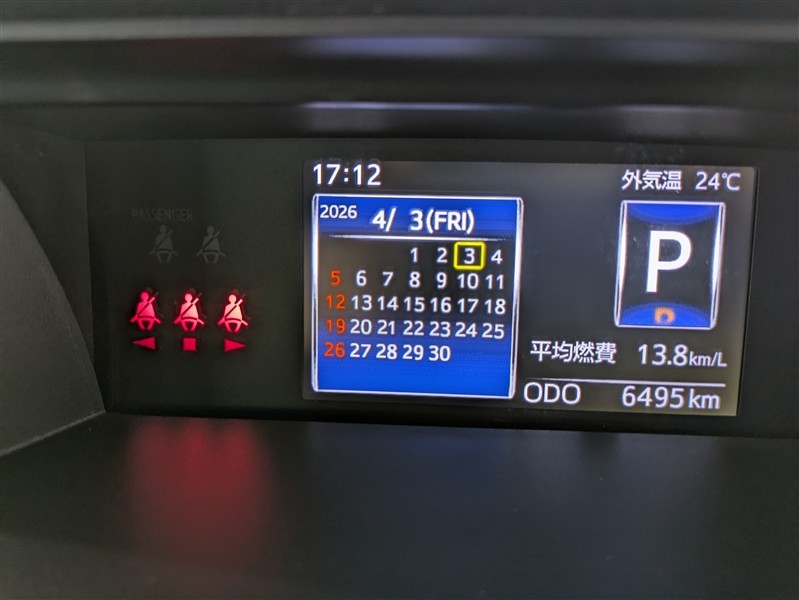 PASSENGER
17:12
外気温 24℃
2026 4/ 3(FRI)
1 2 3 4
5 6 7 8 9 10 11
12 13 14 15 16 17 18
19 20 21 22 23 24 25
26 27 28 29 30
P
D
平均燃費 13.8km/L
ODO 6495km